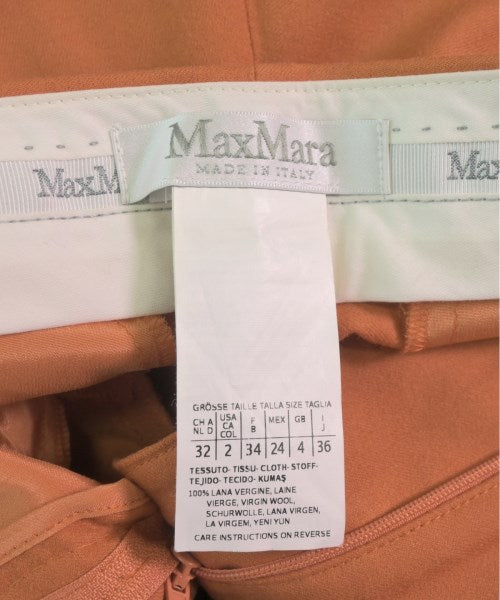 MaxMara
MADE IN ITALY
MaxM
Max
GRÖSSE TAILLE TALLA SIZE TAGLIA
CH A NL D USA CA COL F B MEX GB I J
32 2 34 24 4 36
TESSUTO- TISSU- CLOTH- STOFF-
TEJIDO- TECIDO- KUMAŞ
100% LANA VERGINE, LAINE
VIERGE, VIRGIN WOOL,
SCHURWOLLE, LANA VIRGEN,
LA VIRGEM, YENI YUN
CARE INSTRUCTIONS ON REVERSE